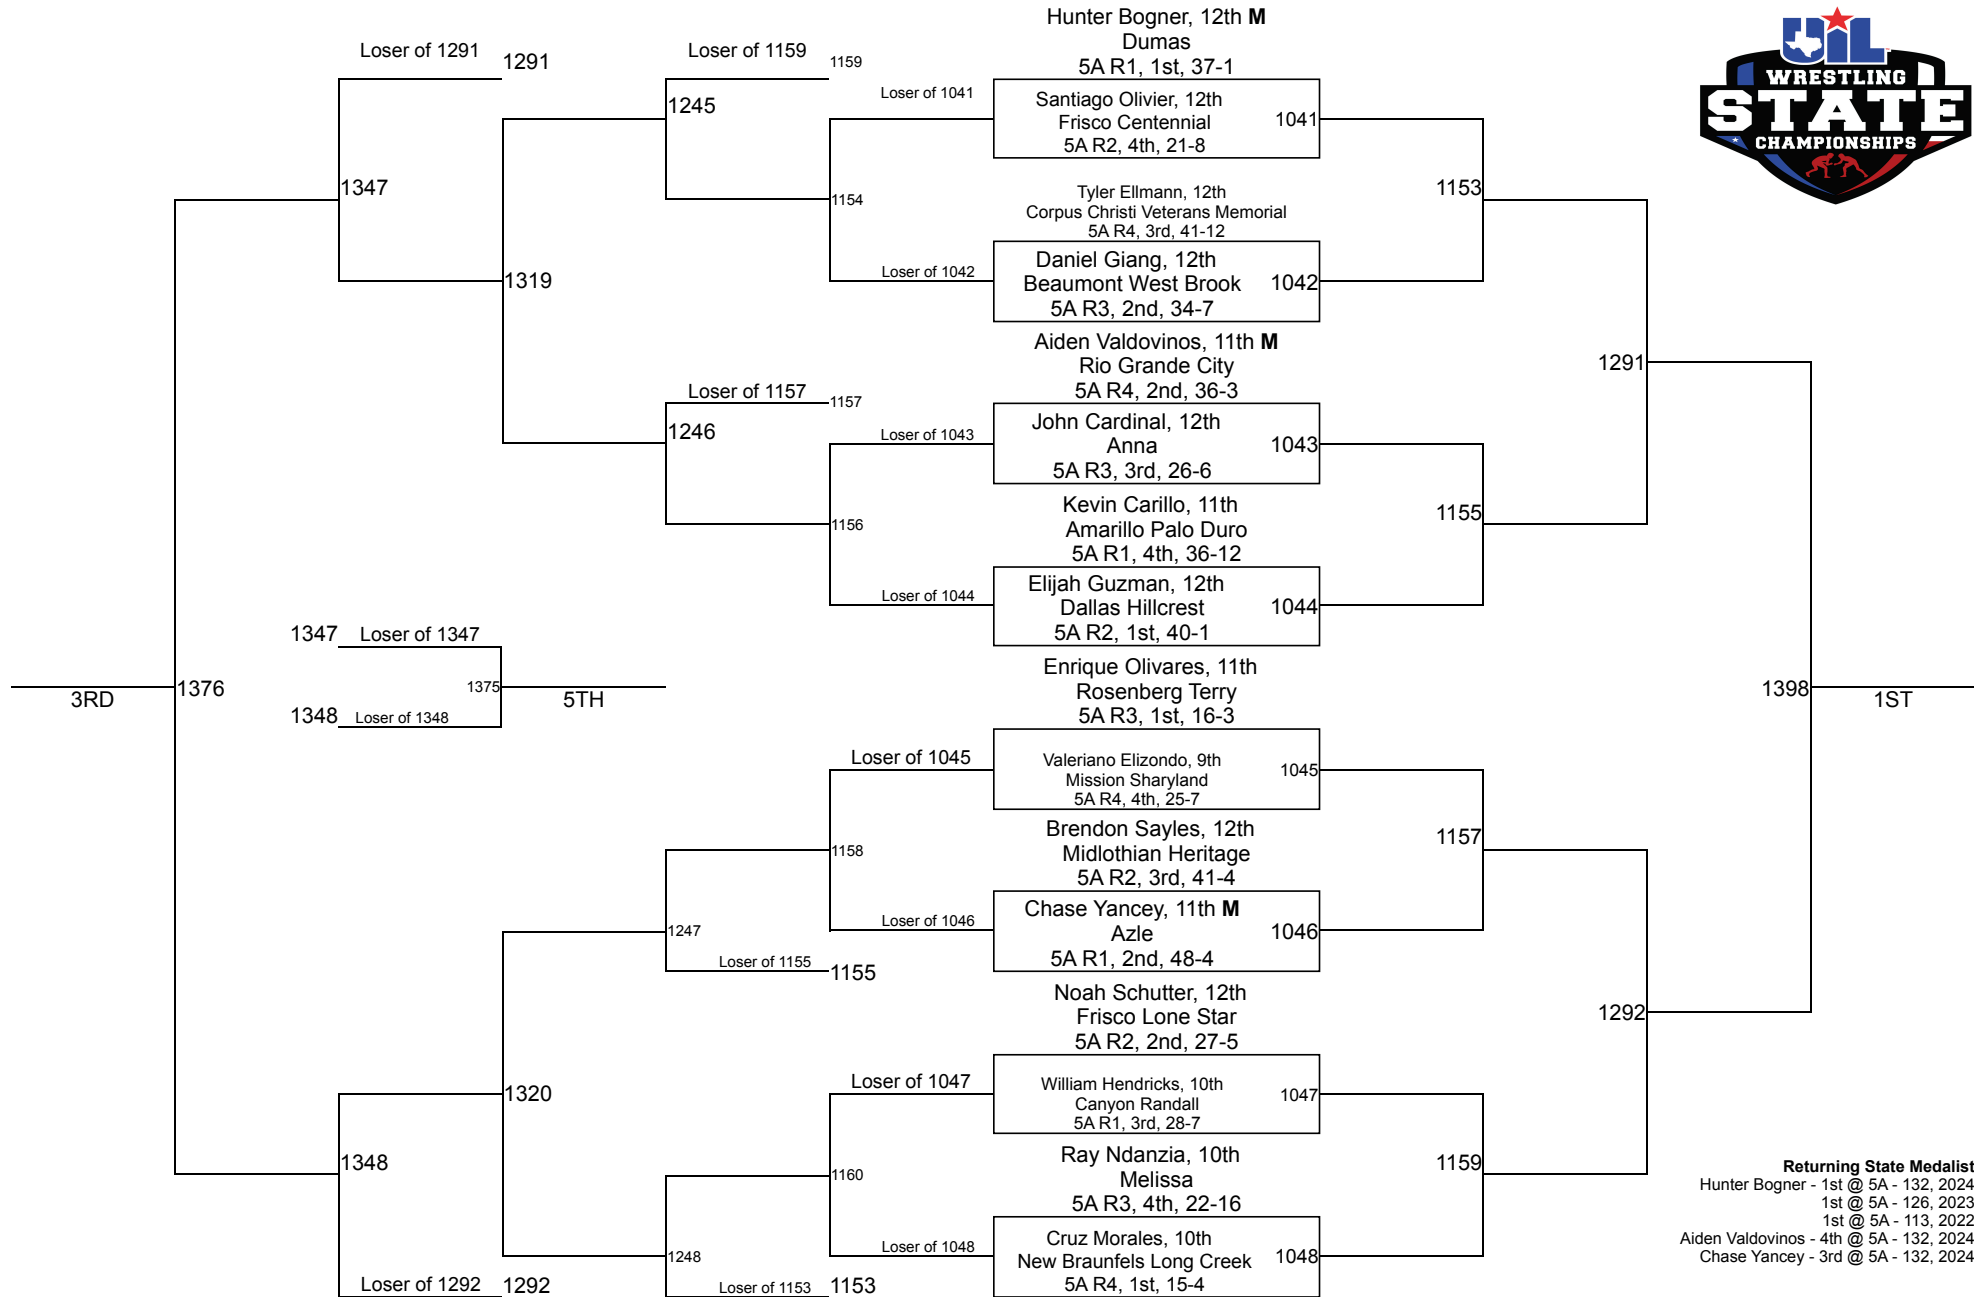 Hunter Bogner, 12th M
Dumas
5A R1, 1st, 37-1
Santiago Olivier, 12th
Frisco Centennial
5A R2, 4th, 21-8
1041
Tyler Ellmann, 12th
Corpus Christi Veterans Memorial
5A R4, 3rd, 41-12
Daniel Giang, 12th
Beaumont West Brook
5A R3, 2nd, 34-7
1042
Aiden Valdovinos, 11th M
Rio Grande City
5A R4, 2nd, 36-3
John Cardinal, 12th
Anna
5A R3, 3rd, 26-6
1043
Kevin Carillo, 11th
Amarillo Palo Duro
5A R1, 4th, 36-12
Elijah Guzman, 12th
Dallas Hillcrest
5A R2, 1st, 40-1
1044
Enrique Olivares, 11th
Rosenberg Terry
5A R3, 1st, 16-3
Valeriano Elizondo, 9th
Mission Sharyland
5A R4, 4th, 25-7
1045
Brendon Sayles, 12th
Midlothian Heritage
5A R2, 3rd, 41-4
Chase Yancey, 11th M
Azle
5A R1, 2nd, 48-4
1046
Noah Schutter, 12th
Frisco Lone Star
5A R2, 2nd, 27-5
William Hendricks, 10th
Canyon Randall
5A R1, 3rd, 28-7
1047
Ray Ndanzia, 10th
Melissa
5A R3, 4th, 22-16
Cruz Morales, 10th
New Braunfels Long Creek
5A R4, 1st, 15-4
1048
1153
1155
1157
1159
1291
1292
1398
1ST
Loser of 1041
Loser of 1042
1154
Loser of 1043
Loser of 1044
1156
Loser of 1045
Loser of 1046
1158
Loser of 1047
Loser of 1048
1160
Loser of 1159
1159
1245
Loser of 1157
1157
1246
1247
Loser of 1155
1155
1248
Loser of 1153
1153
1319
1320
Loser of 1291
1291
1347
1348
Loser of 1292
1292
1347
Loser of 1347
1348
Loser of 1348
1375
5TH
1376
3RD
UIL
WRESTLING
STATE
CHAMPIONSHIPS
Returning State Medalist
Hunter Bogner - 1st @ 5A - 132, 2024
1st @ 5A - 126, 2023
1st @ 5A - 113, 2022
Aiden Valdovinos - 4th @ 5A - 132, 2024
Chase Yancey - 3rd @ 5A - 132, 2024